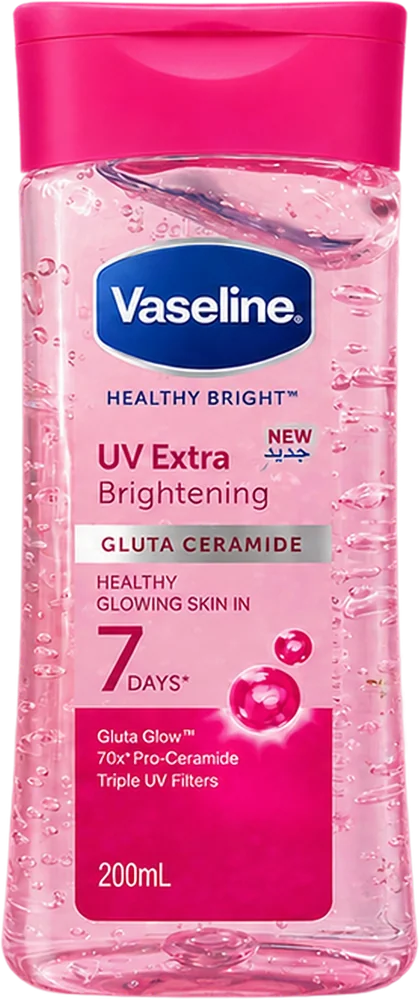 Vaseline®
HEALTHY BRIGHT™
NEW
جديد
UV Extra
Brightening
GLUTA CERAMIDE
HEALTHY
GLOWING SKIN IN
7
DAYS*
Gluta Glow™
70x* Pro-Ceramide
Triple UV Filters
200mL